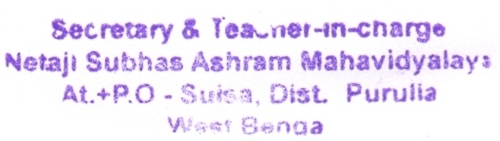 Secretary & Teacher-in-charge
Netaji Subhas Ashram Mahavidyalaya
At.+P.O - Suisa, Dist. Purulia
West Benga